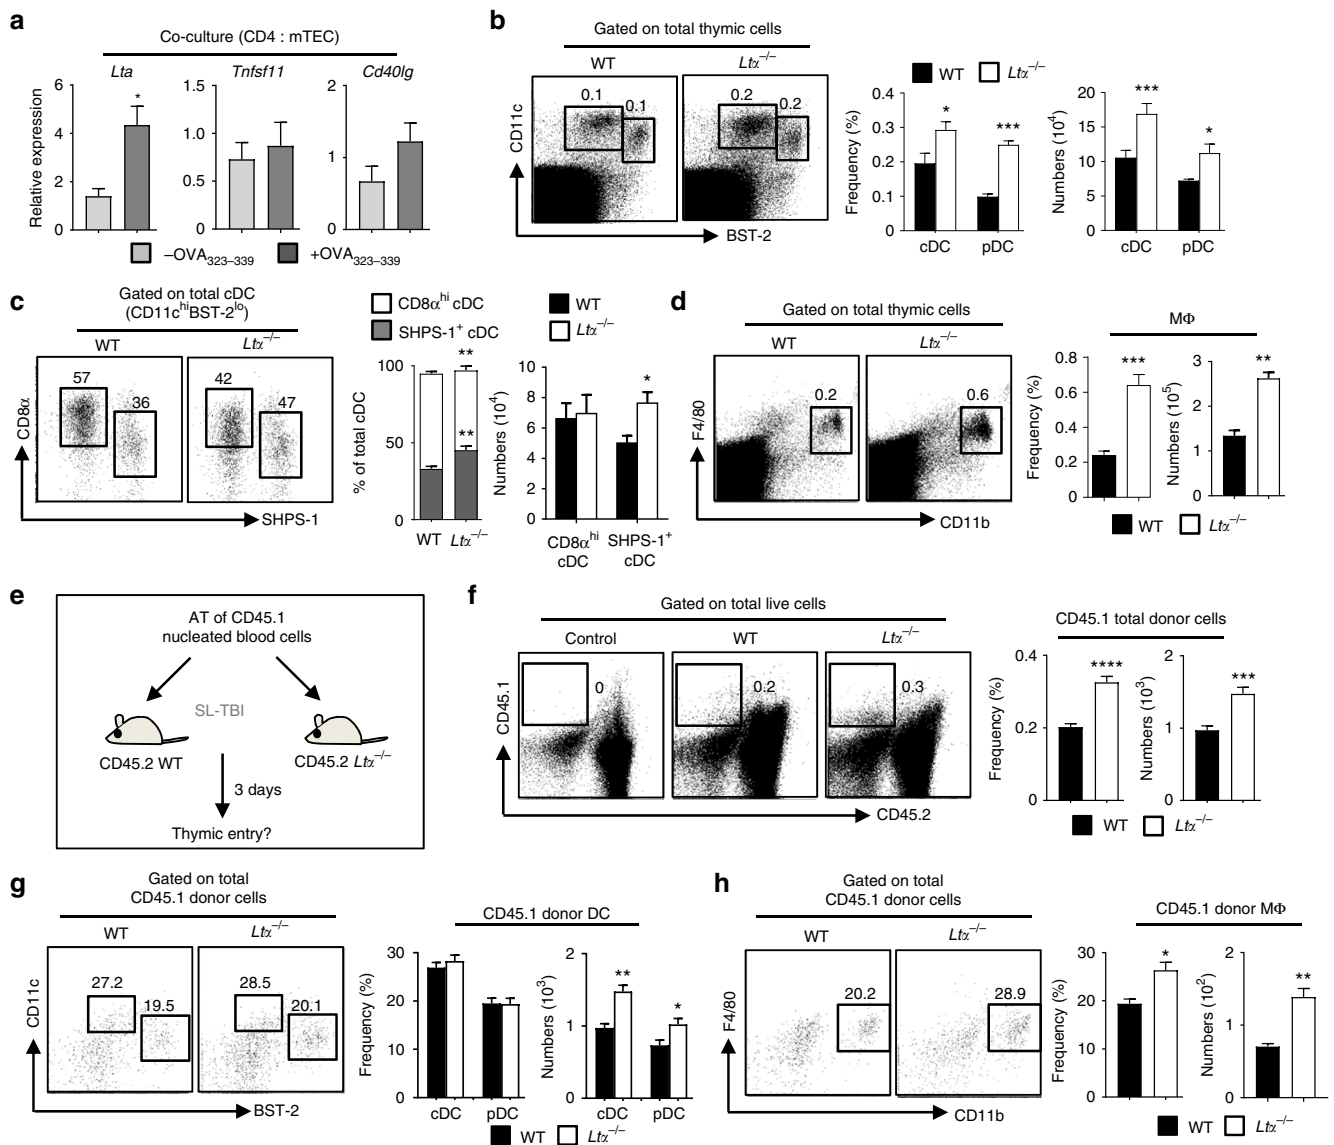 a
Co-culture (CD4 : mTEC)
Lta
Tnfsf11
Cd40lg
Relative expression
6
4
2
0
1.5
1.0
0.5
0
2
1
0
*
–OVA323–339
+OVA323–339
b
Gated on total thymic cells
WT
Ltα–/–
0.1
0.1
0.2
0.2
CD11c
BST-2
WT
Ltα–/–
Frequency (%)
0.4
0.3
0.2
0.1
*
***
cDC
pDC
Numbers (10⁴)
20
15
10
5
0
***
*
cDC
pDC
c
Gated on total cDC
(CD11chiBST-2lo)
WT
Ltα–/–
57
36
42
47
CD8α
SHPS-1
CD8αhi cDC
SHPS-1+ cDC
% of total cDC
100
50
0
**
**
WT
Ltα–/–
WT
Ltα–/–
Numbers (10⁴)
10
8
6
4
2
0
*
CD8αhi
cDC
SHPS-1+
cDC
d
Gated on total thymic cells
WT
Ltα–/–
0.2
0.6
F4/80
CD11b
MΦ
Frequency (%)
0.8
0.6
0.4
0.2
0
***
Numbers (10⁵)
3
2
1
0
**
WT
Ltα–/–
e
AT of CD45.1
nucleated blood cells
SL-TBI
CD45.2 WT
CD45.2 Ltα–/–
3 days
Thymic entry?
f
Gated on total live cells
Control
WT
Ltα–/–
0
0.2
0.3
CD45.1
CD45.2
CD45.1 total donor cells
Frequency (%)
0.4
0.2
0
****
Numbers (10³)
2
1
0
***
WT
Ltα–/–
g
Gated on total
CD45.1 donor cells
WT
Ltα–/–
27.2
19.5
28.5
20.1
CD11c
BST-2
CD45.1 donor DC
Frequency (%)
30
20
10
0
cDC
pDC
Numbers (10³)
2
1
0
**
*
cDC
pDC
WT
Ltα–/–
h
Gated on total
CD45.1 donor cells
WT
Ltα–/–
20.2
28.9
F4/80
CD11b
CD45.1 donor MΦ
Frequency (%)
30
20
10
0
*
Numbers (10²)
2
1
0
**
WT
Ltα–/–